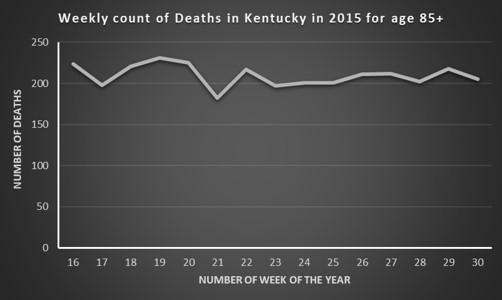 Weekly count of Deaths in Kentucky in 2015 for age 85+
250
200
150
100
50
0
NUMBER OF DEATHS
16 17 18 19 20 21 22 23 24 25 26 27 28 29 30
NUMBER OF WEEK OF THE YEAR